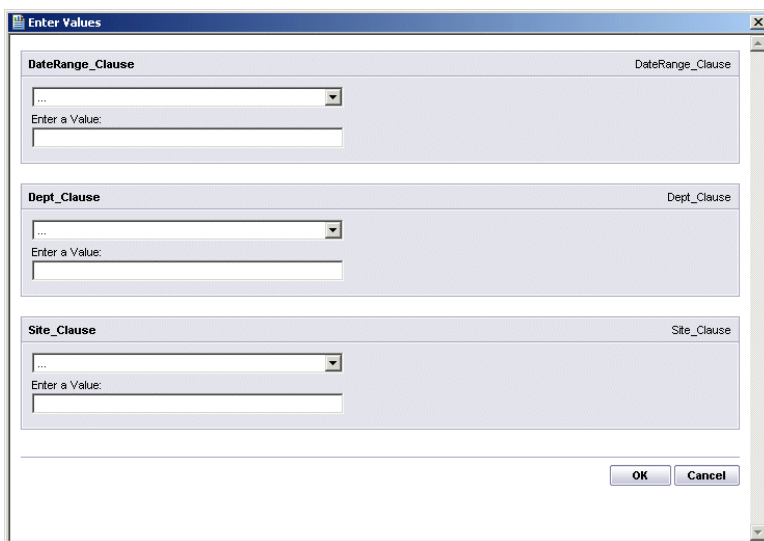 Enter Values
DateRange_Clause DateRange_Clause
...
Enter a Value:
Dept_Clause Dept_Clause
...
Enter a Value:
Site_Clause Site_Clause
...
Enter a Value:
OK Cancel